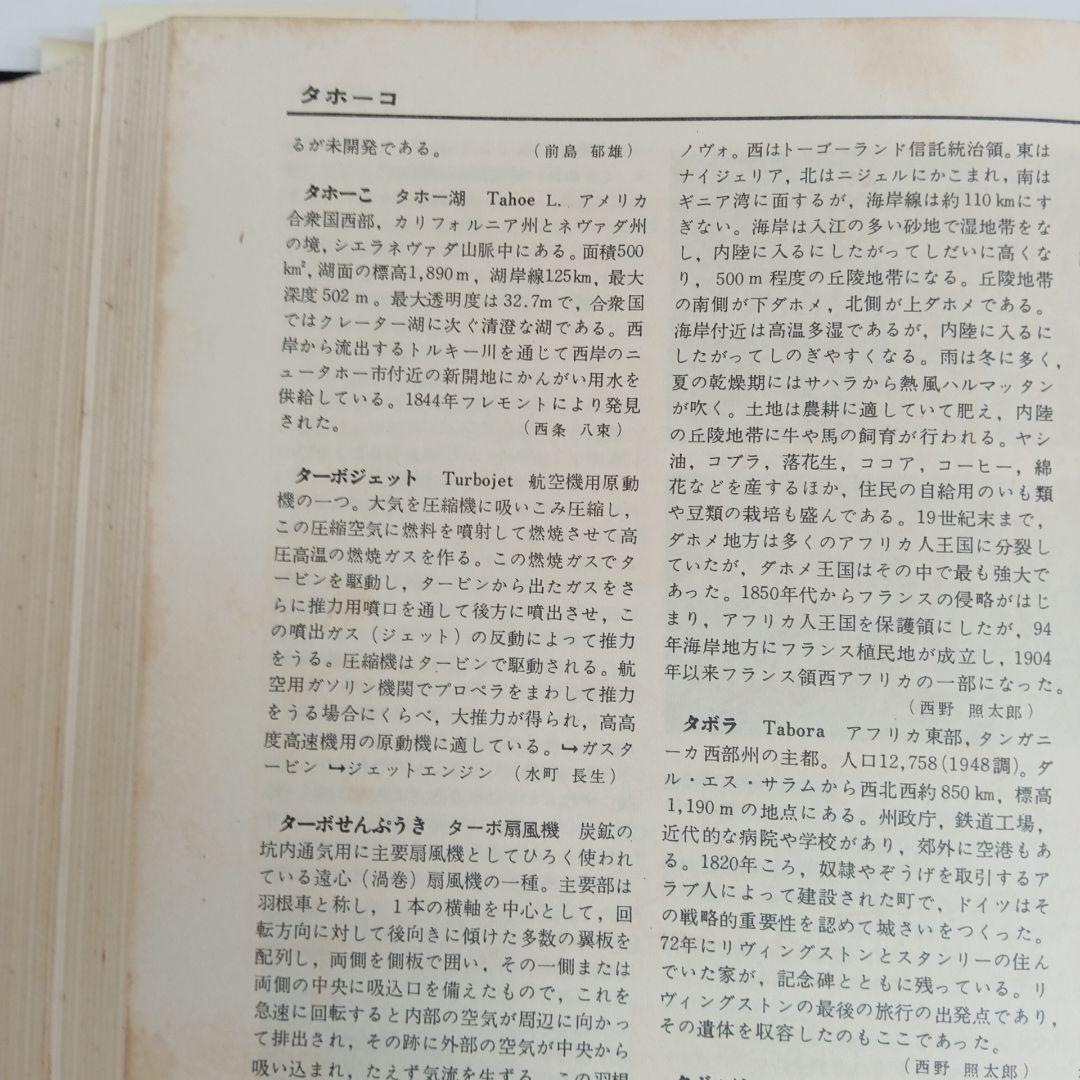 タホーコ
るが未開発である。 (前島 郁雄)
タホーこ タホー湖 Tahoe L. アメリカ
合衆国西部, カリフォルニア州とネヴァダ州
の境, シエラネヴァダ山脈中にある。面積500
km², 湖面の標高1,890m, 湖岸線125km, 最大
深度502m。最大透明度は32.7mで, 合衆国
ではクレーター湖に次ぐ清澄な湖である。西
岸から流出するトルキー川を通じて西岸のニ
ュータホー市付近の新開地にかんがい用水を
供給している。1844年フレモントにより発見
された。 (西条 八束)
ターボジェット Turbojet 航空機用原動
機の一つ。大気を圧縮機に吸いこみ圧縮し,
この圧縮空気に燃料を噴射して燃焼させて高
圧高温の燃焼ガスを作る。この燃焼ガスでタ
ービンを駆動し, タービンから出たガスをさ
らに推力用噴口を通して後方に噴出させ, こ
の噴出ガス (ジェット) の反動によって推力
をうる。圧縮機はタービンで駆動される。航
空用ガソリン機関でプロペラをまわして推力
をうる場合にくらべ, 大推力が得られ, 高高
度高速機用の原動機に適している。↪ガスタ
ービン ↪ジェットエンジン (水町 長生)
ターボせんぷうき ターボ扇風機 炭鉱の
坑内通気用に主要扇風機としてひろく使われ
ている遠心 (渦巻) 扇風機の一種。主要部は
羽根車と称し, 1本の横軸を中心として, 回
転方向に対して後向きに傾けた多数の翼板を
配列し, 両側を側板で囲い, その一側または
両側の中央に吸込口を備えたもので, これを
急速に回転すると内部の空気が周辺に向かっ
て排出され, その跡に外部の空気が中央から
吸い込まれ, たえず気流を生ずる。この羽根
ノヴォ。西はトーゴーランド信託統治領。東は
ナイジェリア, 北はニジェルにかこまれ, 南は
ギニア湾に面するが, 海岸線は約110kmにす
ぎない。海岸は入江の多い砂地で湿地帯をな
し, 内陸に入るにしたがってしだいに高くな
り, 500m程度の丘陵地帯になる。丘陵地帯
の南側が下ダホメ, 北側が上ダホメである。
海岸付近は高温多湿であるが, 内陸に入るに
したがってしのぎやすくなる。雨は冬に多く,
夏の乾燥期にはサハラから熱風ハルマッタン
が吹く。土地は農耕に適していて肥え, 内陸
の丘陵地帯に牛や馬の飼育が行われる。ヤシ
油, コプラ, 落花生, ココア, コーヒー, 綿
花などを産するほか, 住民の自給用のいも類
や豆類の栽培も盛んである。19世紀末まで,
ダホメ地方は多くのアフリカ人王国に分裂し
ていたが, ダホメ王国はその中で最も強大で
あった。1850年代からフランスの侵略がはじ
まり, アフリカ人王国を保護領にしたが, 94
年海岸地方にフランス植民地が成立し, 1904
年以来フランス領西アフリカの一部になった。
(西野 照太郎)
タボラ Tabora アフリカ東部, タンガニ
ーカ西部州の主都。人口12,758(1948調)。ダ
ル・エス・サラムから西北西約850km, 標高
1,190mの地点にある。州政庁, 鉄道工場,
近代的な病院や学校があり, 郊外に空港もあ
る。1820年ころ, 奴隷やぞうげを取引するア
ラブ人によって建設された町で, ドイツはそ
の戦略的重要性を認めて城さいをつくった。
72年にリヴィングストンとスタンリーの住ん
でいた家が, 記念碑とともに残っている。リ
ヴィングストンの最後の旅行の出発点であり,
その遺体を収容したのもここであった。
(西野 照太郎)